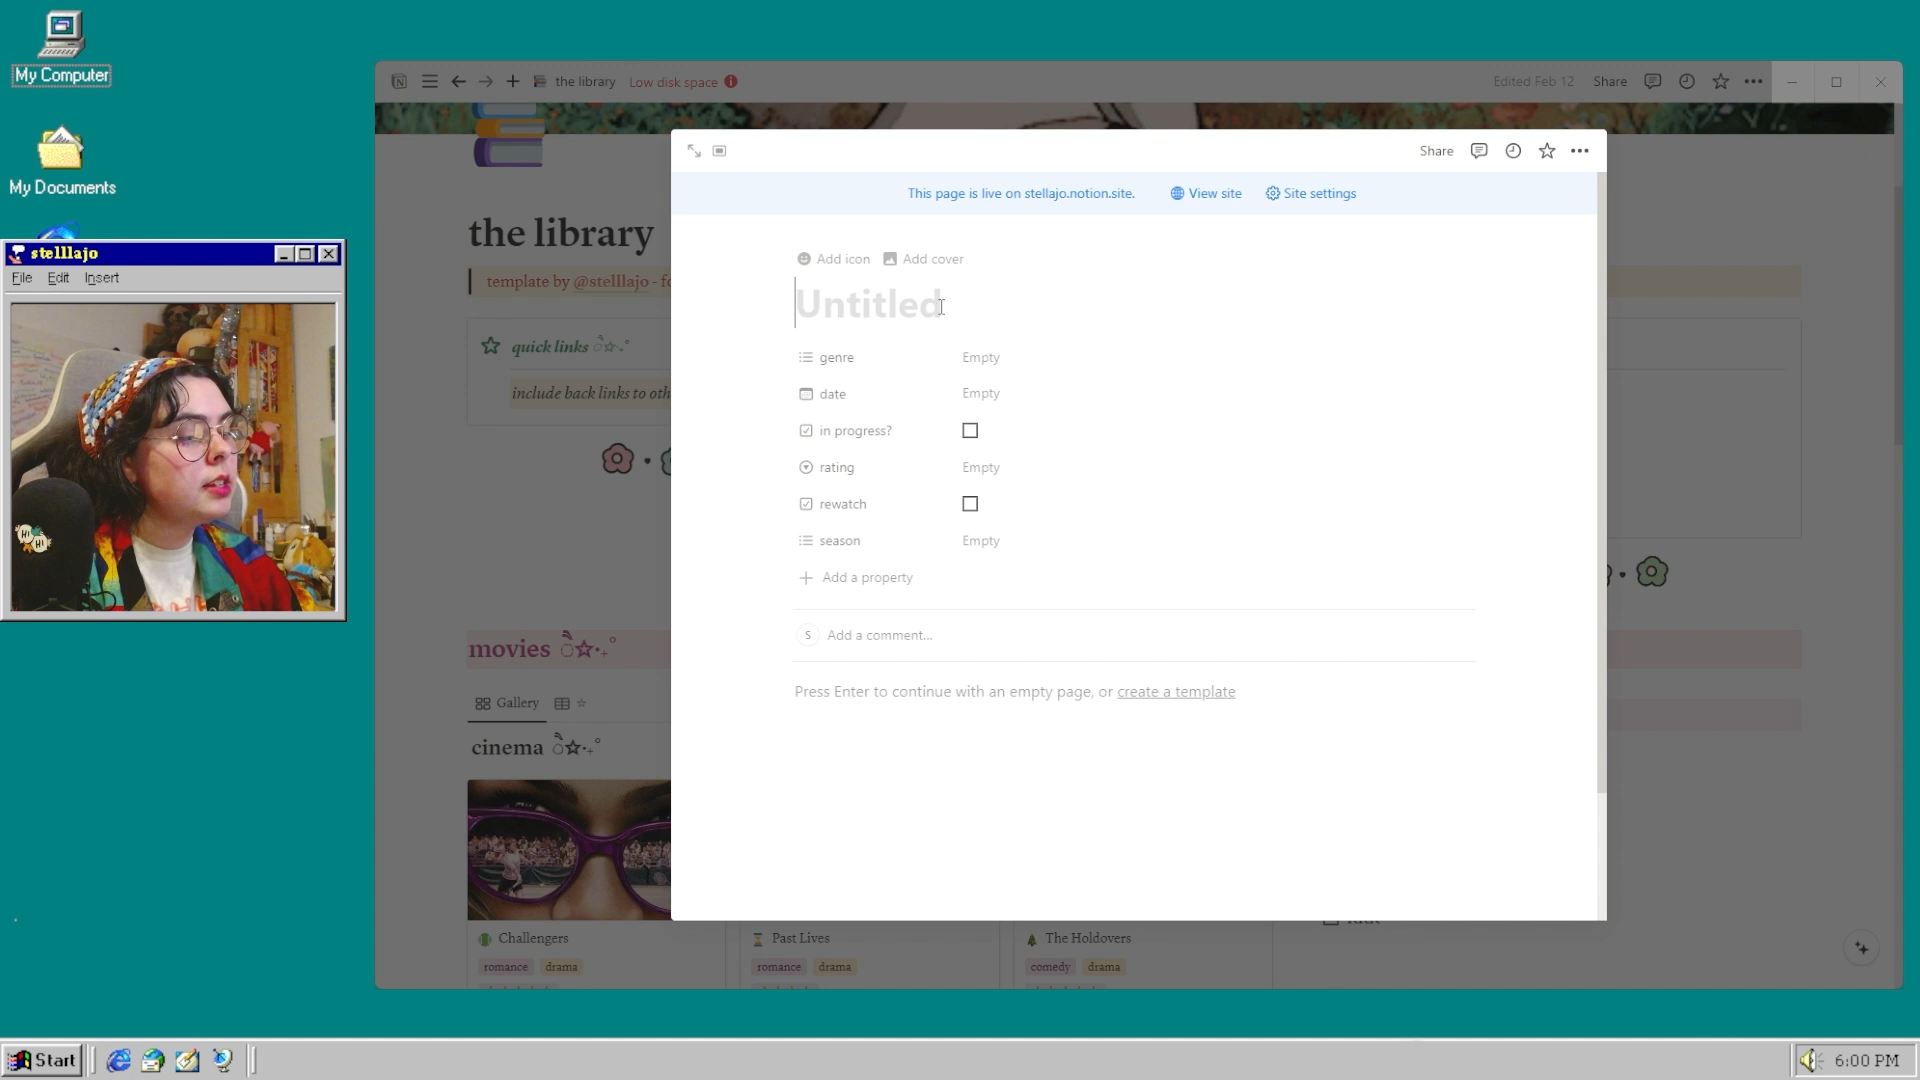 My Computer
My Documents
stelllajo
File Edit Insert
HI
HI
the library Low disk space
Edited Feb 12 Share
the library
template by @stelllajo - fo
quick links
include back links to oth
movies
Gallery
cinema
Challengers
romance drama
Past Lives
romance drama
The Holdovers
comedy drama
Share
This page is live on stellajo.notion.site. View site Site settings
Add icon Add cover
Untitled
genre Empty
date Empty
in progress?
rating Empty
rewatch
season Empty
Add a property
S Add a comment...
Press Enter to continue with an empty page, or create a template
Start
6:00 PM